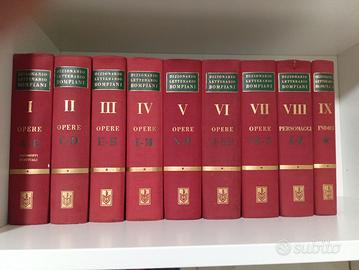 DIZIONARIO
LETTERARIO
BOMPIANI
I
OPERE
DIZIONARIO
LETTERARIO
BOMPIANI
II
OPERE
DIZIONARIO
LETTERARIO
BOMPIANI
III
OPERE
DIZIONARIO
LETTERARIO
BOMPIANI
IV
OPERE
DIZIONARIO
LETTERARIO
BOMPIANI
V
OPERE
DIZIONARIO
LETTERARIO
BOMPIANI
VI
OPERE
DIZIONARIO
LETTERARIO
BOMPIANI
VII
OPERE
DIZIONARIO
LETTERARIO
BOMPIANI
VIII
PERSONAGGI
DIZIONARIO
LETTERARIO
BOMPIANI
IX
INDICI
subito